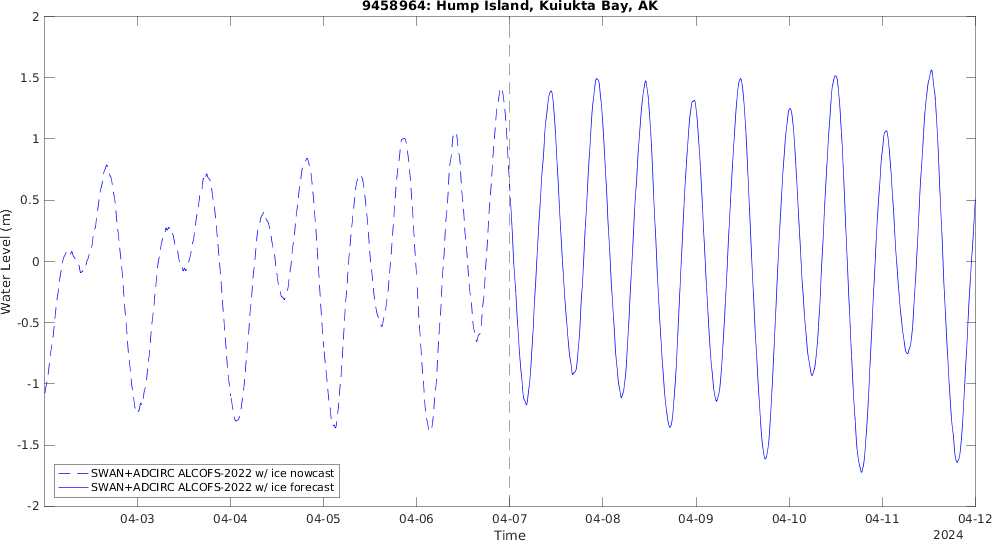 9458964: Hump Island, Kuiukta Bay, AK
2
1.5
1
0.5
0
-0.5
-1
-1.5
-2
Water Level (m)
SWAN+ADCIRC ALCOFS-2022 w/ ice nowcast
SWAN+ADCIRC ALCOFS-2022 w/ ice forecast
04-03 04-04 04-05 04-06 04-07 04-08 04-09 04-10 04-11 04-12
Time
2024